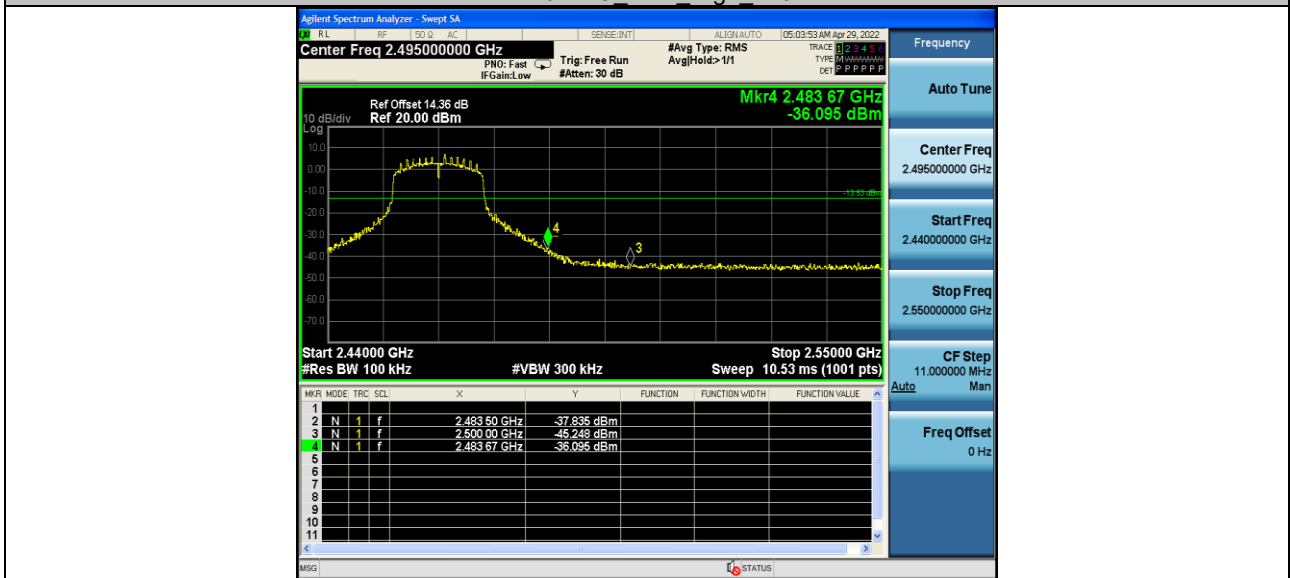 Agilent Spectrum Analyzer - Swept SA
RL RF 50 Ω AC SENSE:INT ALIGN AUTO 05:03:53 AM Apr 29, 2022
Center Freq 2.495000000 GHz
PNO: Fast
IFGain:Low
Trig: Free Run
#Atten: 30 dB
#Avg Type: RMS
Avg|Hold:>1/1
TRACE 1 2 3 4 5 6
TYPE M
DET P P P P P P
Mkr4 2.483 67 GHz
-36.095 dBm
Ref Offset 14.36 dB
10 dB/div Ref 20.00 dBm
Log
10.0
0.00
-10.0
-13.53 dBm
-20.0
-30.0
-40.0
-50.0
-60.0
-70.0
4
3
Start 2.44000 GHz Stop 2.55000 GHz
#Res BW 100 kHz #VBW 300 kHz Sweep 10.53 ms (1001 pts)
MKR MODE TRC SCL X Y FUNCTION FUNCTION WIDTH FUNCTION VALUE
1
2 N 1 f 2.483 50 GHz -37.835 dBm
3 N 1 f 2.500 00 GHz -45.248 dBm
4 N 1 f 2.483 67 GHz -36.095 dBm
5
6
7
8
9
10
11
MSG STATUS
Frequency
Auto Tune
Center Freq
2.495000000 GHz
Start Freq
2.440000000 GHz
Stop Freq
2.550000000 GHz
CF Step
11.000000 MHz
Auto Man
Freq Offset
0 Hz